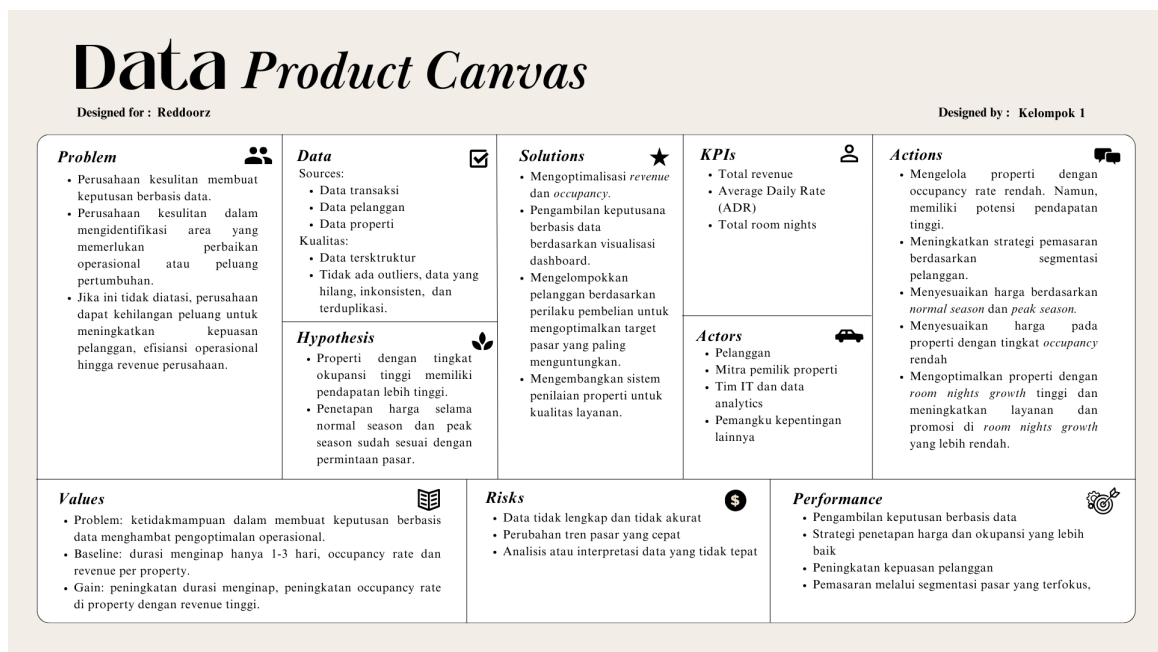 Data Product Canvas
Designed for : Reddoorz
Designed by : Kelompok 1
Problem
• Perusahaan kesulitan membuat
keputusan berbasis data.
• Perusahaan kesulitan dalam
mengidentifikasi area yang
memerlukan perbaikan
operasional atau peluang
pertumbuhan.
• Jika ini tidak diatasi, perusahaan
dapat kehilangan peluang untuk
meningkatkan kepuasan
pelanggan, efisiansi operasional
hingga revenue perusahaan.
Data
Sources:
• Data transaksi
• Data pelanggan
• Data properti
Kualitas:
• Data tersktruktur
• Tidak ada outliers, data yang
hilang, inkonsisten, dan
terduplikasi.
Hypothesis
• Properti dengan tingkat
okupansi tinggi memiliki
pendapatan lebih tinggi.
• Penetapan harga selama
normal season dan peak
season sudah sesuai dengan
permintaan pasar.
Solutions
• Mengoptimalisasi revenue
dan occupancy.
• Pengambilan keputusana
berbasis data
berdasarkan visualisasi
dashboard.
• Mengelompokkan
pelanggan berdasarkan
perilaku pembelian untuk
mengoptimalkan target
pasar yang paling
menguntungkan.
• Mengembangkan sistem
penilaian properti untuk
kualitas layanan.
KPIs
• Total revenue
• Average Daily Rate
(ADR)
• Total room nights
Actors
• Pelanggan
• Mitra pemilik properti
• Tim IT dan data
analytics
• Pemangku kepentingan
lainnya
Actions
• Mengelola properti dengan
occupancy rate rendah. Namun,
memiliki potensi pendapatan
tinggi.
• Meningkatkan strategi pemasaran
berdasarkan segmentasi
pelanggan.
• Menyesuaikan harga berdasarkan
normal season dan peak season.
• Menyesuaikan harga pada
properti dengan tingkat occupancy
rendah
• Mengoptimalkan properti dengan
room nights growth tinggi dan
meningkatkan layanan dan
promosi di room nights growth
yang lebih rendah.
Values
• Problem: ketidakmampuan dalam membuat keputusan berbasis
data menghambat pengoptimalan operasional.
• Baseline: durasi menginap hanya 1-3 hari, occupancy rate dan
revenue per property.
• Gain: peningkatan durasi menginap, peningkatan occupancy rate
di property dengan revenue tinggi.
Risks
• Data tidak lengkap dan tidak akurat
• Perubahan tren pasar yang cepat
• Analisis atau interpretasi data yang tidak tepat
Performance
• Pengambilan keputusan berbasis data
• Strategi penetapan harga dan okupansi yang lebih
baik
• Peningkatan kepuasan pelanggan
• Pemasaran melalui segmentasi pasar yang terfokus,